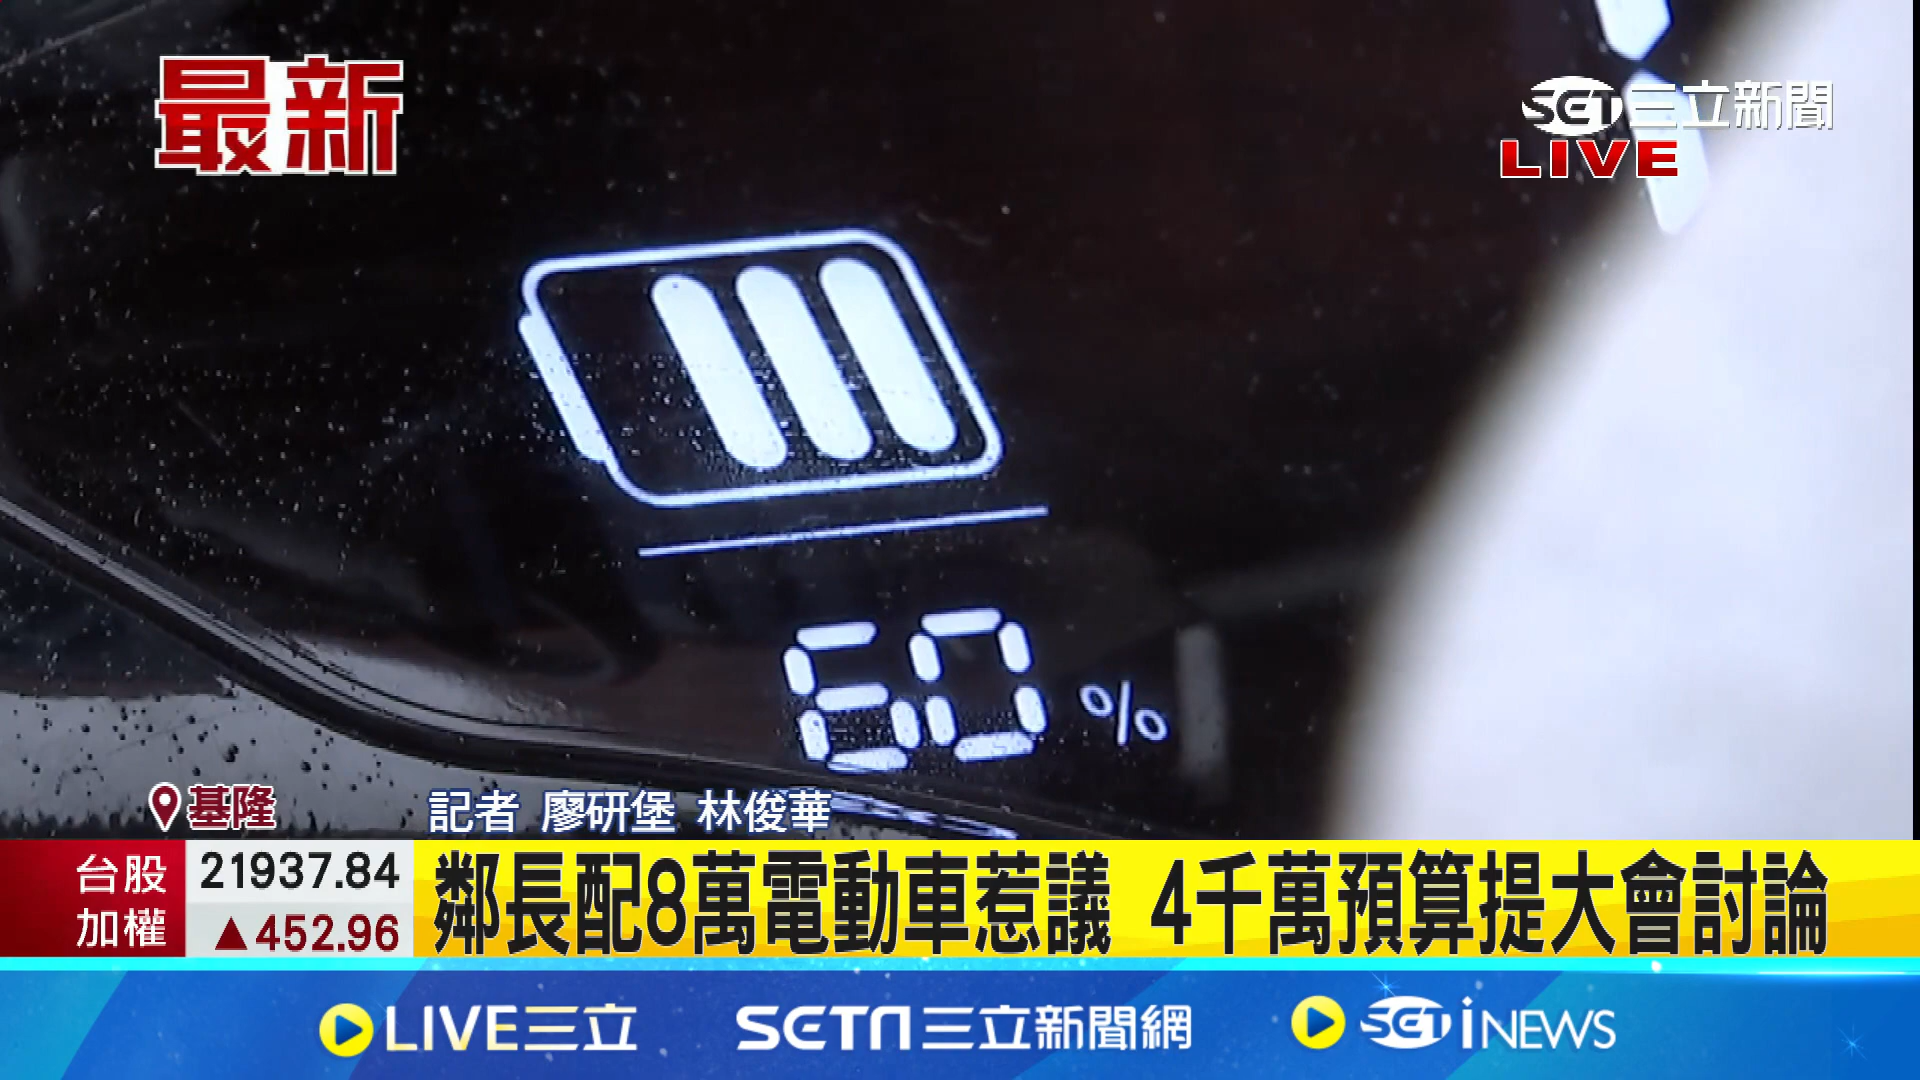 最新
SET三立新聞
LIVE
60%
基隆
記者 廖研堡 林俊華
台股 21937.84
加權 ▲452.96
鄰長配8萬電動車惹議 4千萬預算提大會討論
LIVE三立
SETN三立新聞網
SET iNEWS